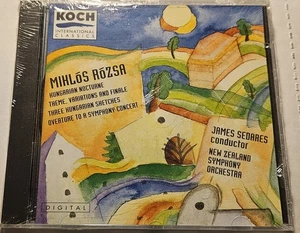 KOCH
INTERNATIONAL
CLASSICS
MIKLÓS RÓZSA
HUNGARIAN NOCTURNE
THEME, VARIATIONS AND FINALE
THREE HUNGARIAN SKETCHES
OVERTURE TO A SYMPHONY CONCERT
JAMES SEDARES
conductor
NEW ZEALAND
SYMPHONY
ORCHESTRA
DIGITAL